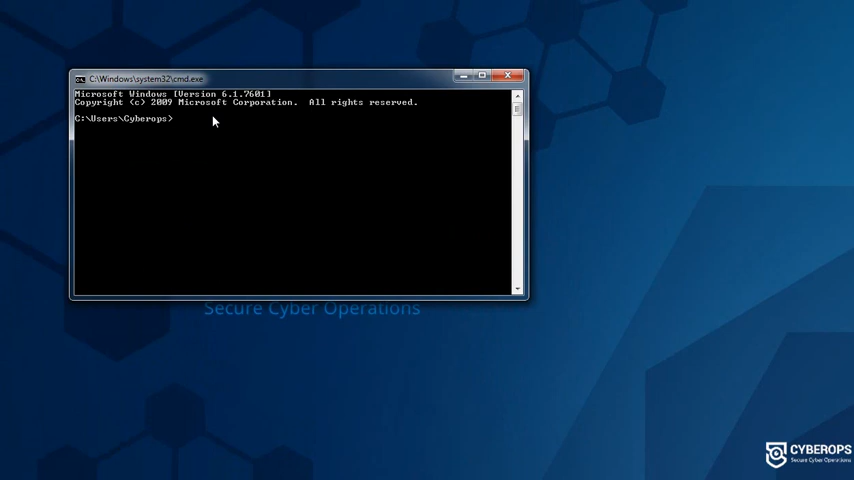 C:\Windows\system32\cmd.exe
Microsoft Windows [Version 6.1.7601]
Copyright (c) 2009 Microsoft Corporation.  All rights reserved.
C:\Users\Cyberops>
Secure Cyber Operations
CYBEROPS
Secure Cyber Operations